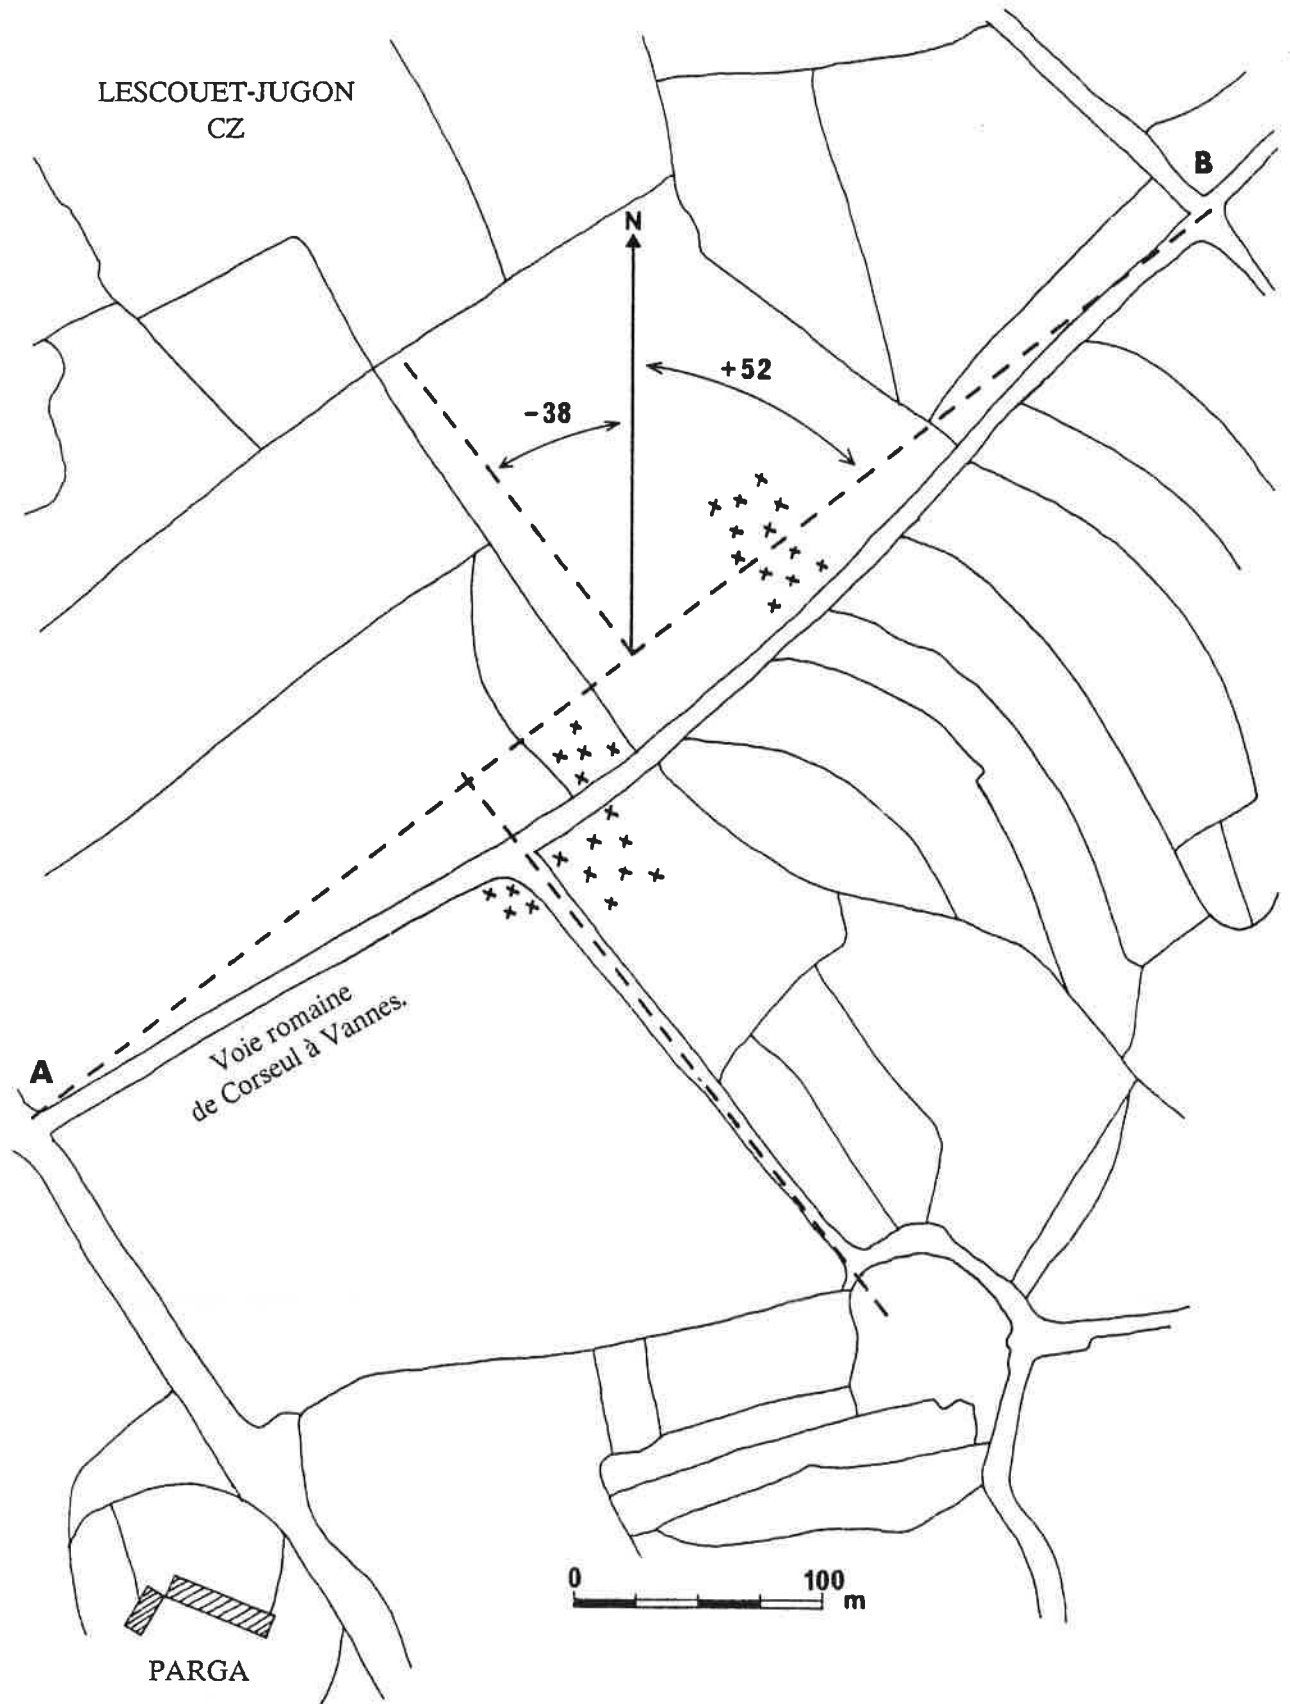 LESCOUET-JUGON
CZ
B
N
+52
-38
Voie romaine
de Corseul à Vannes.
A
0 100
m
PARGA